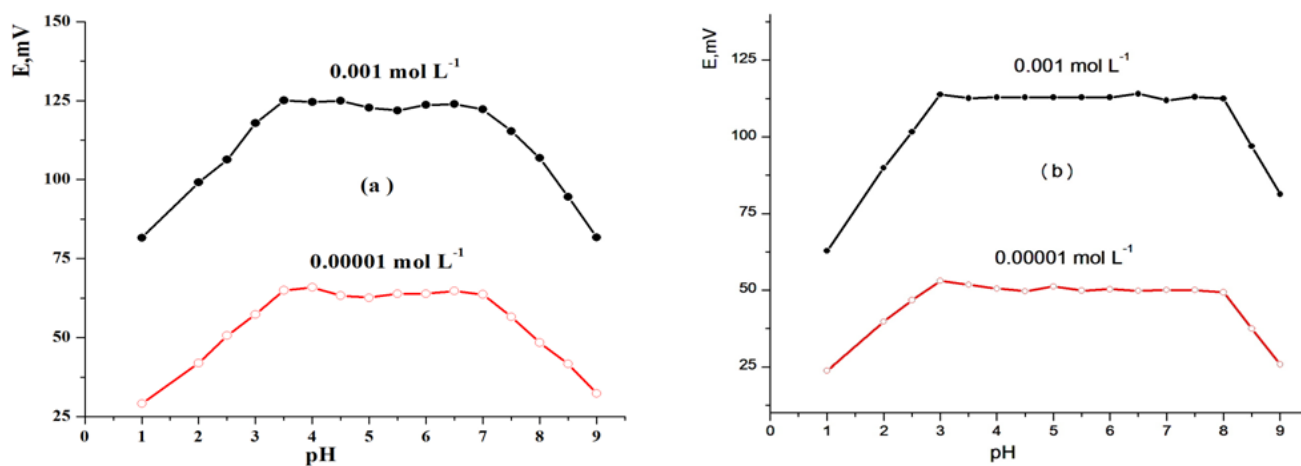 150
125
100
75
50
25
E,mV
0.001 mol L-1
(a )
0.00001 mol L-1
0 1 2 3 4 5 6 7 8 9
pH
125
100
75
50
25
E,mV
0.001 mol L-1
( b )
0.00001 mol L-1
0 1 2 3 4 5 6 7 8 9
pH